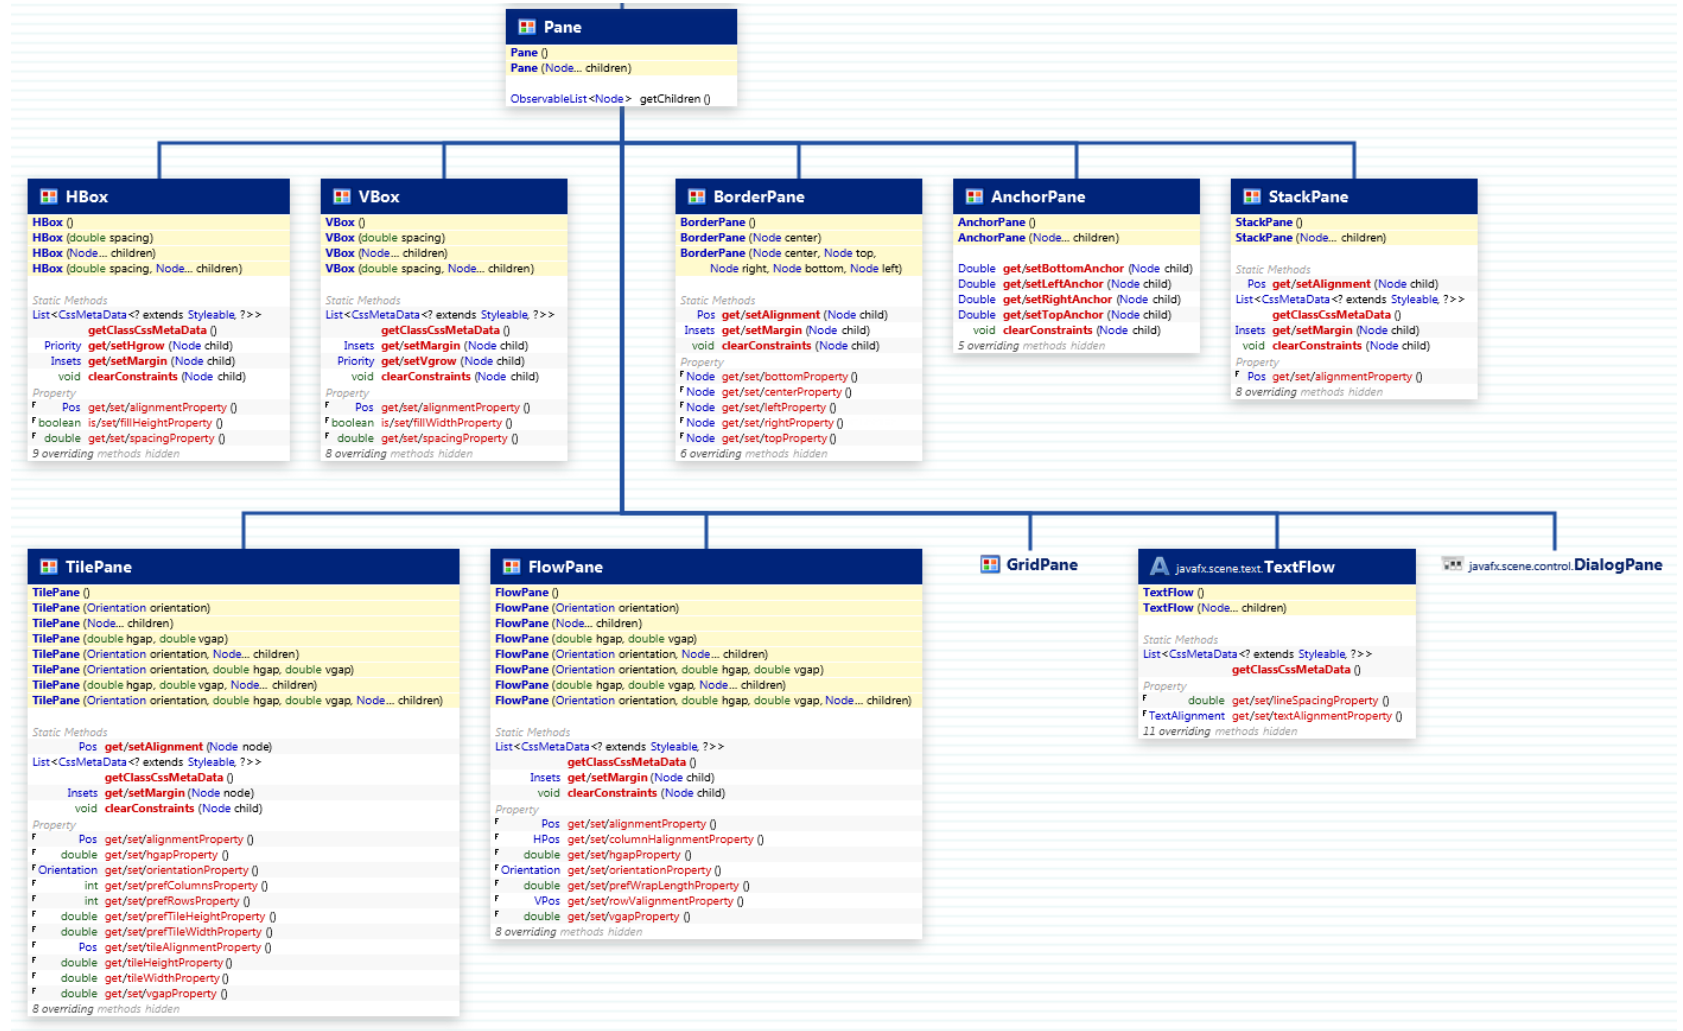 Pane
Pane ()
Pane (Node... children)
ObservableList<Node> getChildren ()
HBox
HBox ()
HBox (double spacing)
HBox (Node... children)
HBox (double spacing, Node... children)
Static Methods
List<CssMetaData<? extends Styleable, ?>>
getClassCssMetaData ()
Priority get/setHgrow (Node child)
Insets get/setMargin (Node child)
void clearConstraints (Node child)
Property
F Pos get/set/alignmentProperty ()
F boolean is/set/fillHeightProperty ()
F double get/set/spacingProperty ()
9 overriding methods hidden
VBox
VBox ()
VBox (double spacing)
VBox (Node... children)
VBox (double spacing, Node... children)
Static Methods
List<CssMetaData<? extends Styleable, ?>>
getClassCssMetaData ()
Insets get/setMargin (Node child)
Priority get/setVgrow (Node child)
void clearConstraints (Node child)
Property
F Pos get/set/alignmentProperty ()
F boolean is/set/fillWidthProperty ()
F double get/set/spacingProperty ()
8 overriding methods hidden
BorderPane
BorderPane ()
BorderPane (Node center)
BorderPane (Node center, Node top,
Node right, Node bottom, Node left)
Static Methods
Pos get/setAlignment (Node child)
Insets get/setMargin (Node child)
void clearConstraints (Node child)
Property
F Node get/set/bottomProperty ()
F Node get/set/centerProperty ()
F Node get/set/leftProperty ()
F Node get/set/rightProperty ()
F Node get/set/topProperty ()
6 overriding methods hidden
AnchorPane
AnchorPane ()
AnchorPane (Node... children)
Double get/setBottomAnchor (Node child)
Double get/setLeftAnchor (Node child)
Double get/setRightAnchor (Node child)
Double get/setTopAnchor (Node child)
void clearConstraints (Node child)
5 overriding methods hidden
StackPane
StackPane ()
StackPane (Node... children)
Static Methods
Pos get/setAlignment (Node child)
List<CssMetaData<? extends Styleable, ?>>
getClassCssMetaData ()
Insets get/setMargin (Node child)
void clearConstraints (Node child)
Property
F Pos get/set/alignmentProperty ()
8 overriding methods hidden
TilePane
TilePane ()
TilePane (Orientation orientation)
TilePane (Node... children)
TilePane (double hgap, double vgap)
TilePane (Orientation orientation, Node... children)
TilePane (Orientation orientation, double hgap, double vgap)
TilePane (double hgap, double vgap, Node... children)
TilePane (Orientation orientation, double hgap, double vgap, Node... children)
Static Methods
Pos get/setAlignment (Node node)
List<CssMetaData<? extends Styleable, ?>>
getClassCssMetaData ()
Insets get/setMargin (Node node)
void clearConstraints (Node child)
Property
F Pos get/set/alignmentProperty ()
F double get/set/hgapProperty ()
F Orientation get/set/orientationProperty ()
F int get/set/prefColumnsProperty ()
F int get/set/prefRowsProperty ()
F double get/set/prefTileHeightProperty ()
F double get/set/prefTileWidthProperty ()
F Pos get/set/tileAlignmentProperty ()
F double get/tileHeightProperty ()
F double get/tileWidthProperty ()
F double get/set/vgapProperty ()
8 overriding methods hidden
FlowPane
FlowPane ()
FlowPane (Orientation orientation)
FlowPane (Node... children)
FlowPane (double hgap, double vgap)
FlowPane (Orientation orientation, Node... children)
FlowPane (Orientation orientation, double hgap, double vgap)
FlowPane (double hgap, double vgap, Node... children)
FlowPane (Orientation orientation, double hgap, double vgap, Node... children)
Static Methods
List<CssMetaData<? extends Styleable, ?>>
getClassCssMetaData ()
Insets get/setMargin (Node child)
void clearConstraints (Node child)
Property
F Pos get/set/alignmentProperty ()
F HPos get/set/columnHalignmentProperty ()
F double get/set/hgapProperty ()
F Orientation get/set/orientationProperty ()
F double get/set/prefWrapLengthProperty ()
F VPos get/set/rowValignmentProperty ()
F double get/set/vgapProperty ()
8 overriding methods hidden
GridPane
A javafx.scene.text.TextFlow
TextFlow ()
TextFlow (Node... children)
Static Methods
List<CssMetaData<? extends Styleable, ?>>
getClassCssMetaData ()
Property
F double get/set/lineSpacingProperty ()
F TextAlignment get/set/textAlignmentProperty ()
11 overriding methods hidden
javafx.scene.control.DialogPane